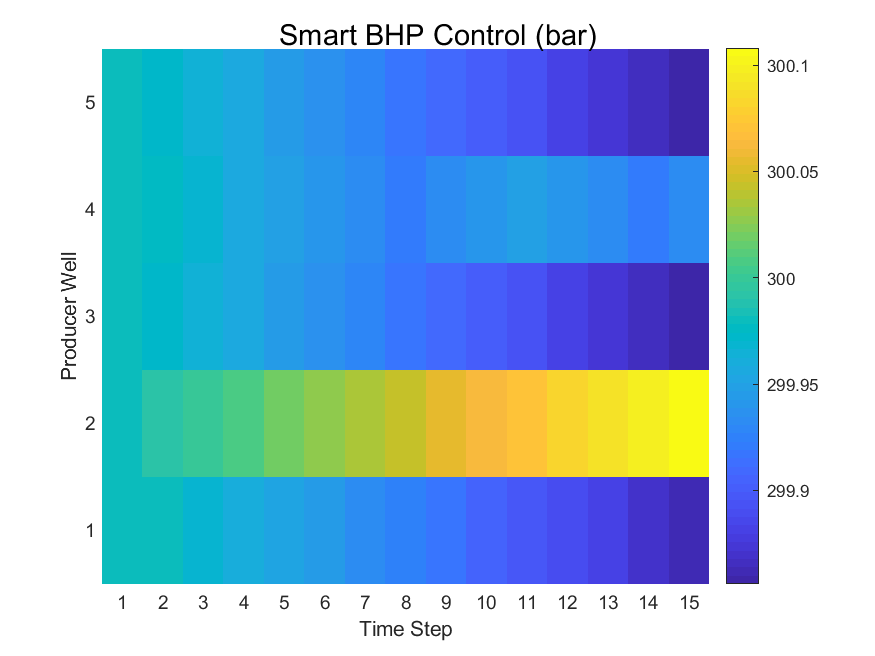 Smart BHP Control (bar)
Producer Well
5
4
3
2
1
1 2 3 4 5 6 7 8 9 10 11 12 13 14 15
Time Step
300.1
300.05
300
299.95
299.9